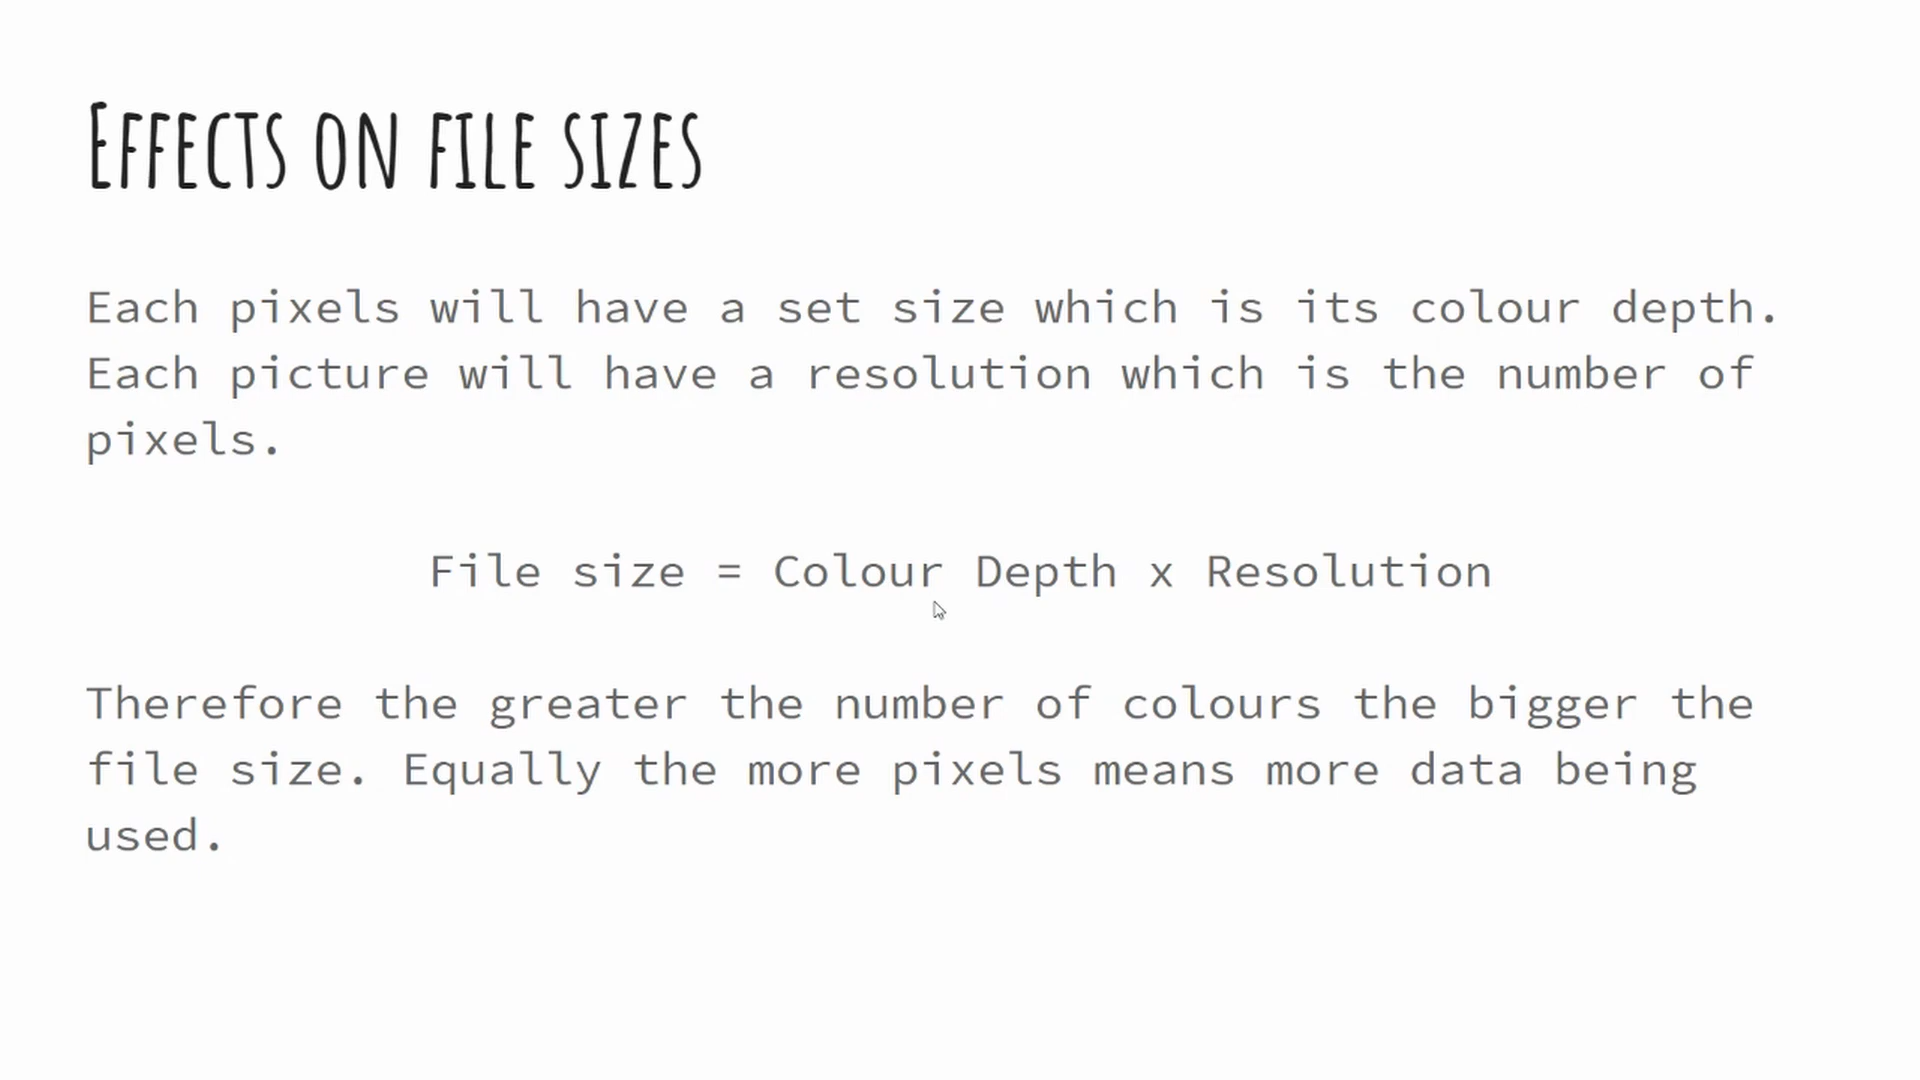 Effects on file sizes
Each pixels will have a set size which is its colour depth.
Each picture will have a resolution which is the number of
pixels.
File size = Colour Depth x Resolution
Therefore the greater the number of colours the bigger the
file size. Equally the more pixels means more data being
used.